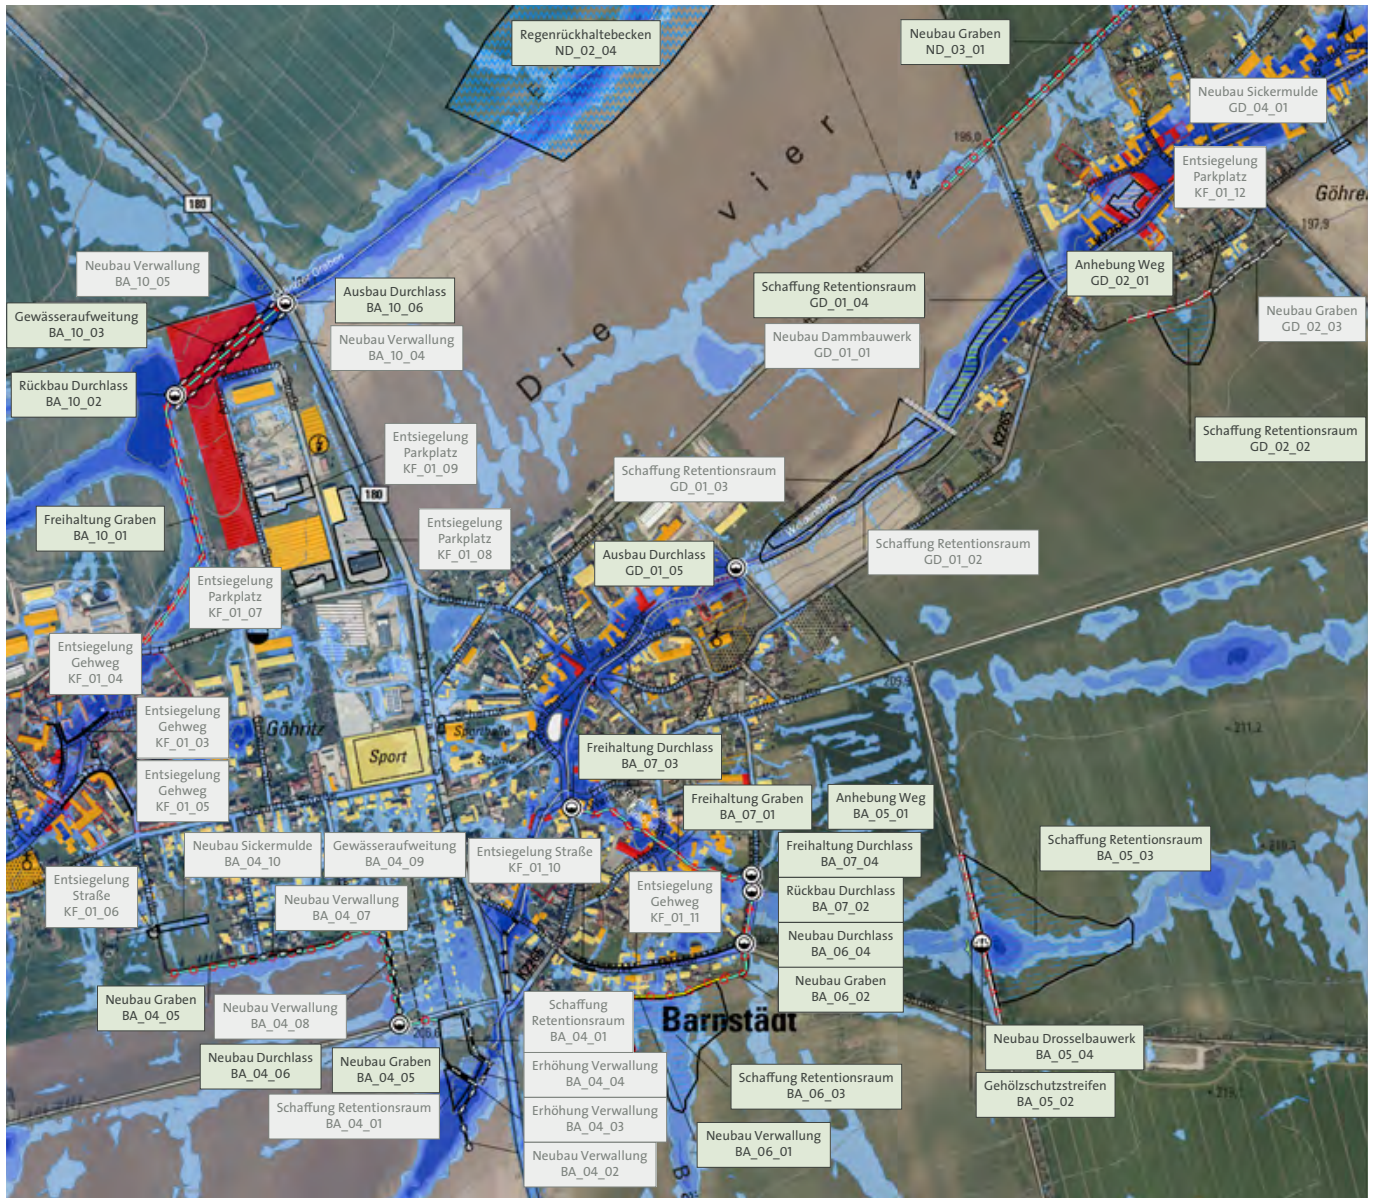 Regenrückhaltebecken
ND_02_04
Neubau Graben
ND_03_01
Neubau Sickermulde
GD_04_01
Entsiegelung
Parkplatz
KF_01_12
Göhre
196,0
197,9
Die Vier
180
Neubau Verwallung
BA_10_05
Ausbau Durchlass
BA_10_06
Gewässeraufweitung
BA_10_03
Neubau Verwallung
BA_10_04
Rückbau Durchlass
BA_10_02
Anhebung Weg
GD_02_01
Schaffung Retentionsraum
GD_01_04
Neubau Dammbauwerk
GD_01_01
Neubau Graben
GD_02_03
Schaffung Retentionsraum
GD_02_02
K2265
Entsiegelung
Parkplatz
KF_01_09
180
Schaffung Retentionsraum
GD_01_03
Freihaltung Graben
BA_10_01
Entsiegelung
Parkplatz
KF_01_08
Ausbau Durchlass
GD_01_05
Schaffung Retentionsraum
GD_01_02
Entsiegelung
Parkplatz
KF_01_07
Entsiegelung
Gehweg
KF_01_04
Entsiegelung
Gehweg
KF_01_03
Göhritz
Sport
211,2
Entsiegelung
Gehweg
KF_01_05
Freihaltung Durchlass
BA_07_03
Freihaltung Graben
BA_07_01
Anhebung Weg
BA_05_01
Neubau Sickermulde
BA_04_10
Gewässeraufweitung
BA_04_09
Entsiegelung Straße
KF_01_10
Freihaltung Durchlass
BA_07_04
Schaffung Retentionsraum
BA_05_03
Entsiegelung
Straße
KF_01_06
Neubau Verwallung
BA_04_07
Entsiegelung
Gehweg
KF_01_11
Rückbau Durchlass
BA_07_02
Neubau Durchlass
BA_06_04
K2265
Neubau Graben
BA_06_02
Neubau Graben
BA_04_05
Neubau Verwallung
BA_04_08
Schaffung
Retentionsraum
BA_04_01
Barnstädt
Neubau Drosselbauwerk
BA_05_04
Neubau Durchlass
BA_04_06
Neubau Graben
BA_04_05
Erhöhung Verwallung
BA_04_04
Schaffung Retentionsraum
BA_06_03
Gehölzschutzstreifen
BA_05_02
Schaffung Retentionsraum
BA_04_01
Erhöhung Verwallung
BA_04_03
Neubau Verwallung
BA_06_01
Neubau Verwallung
BA_04_02